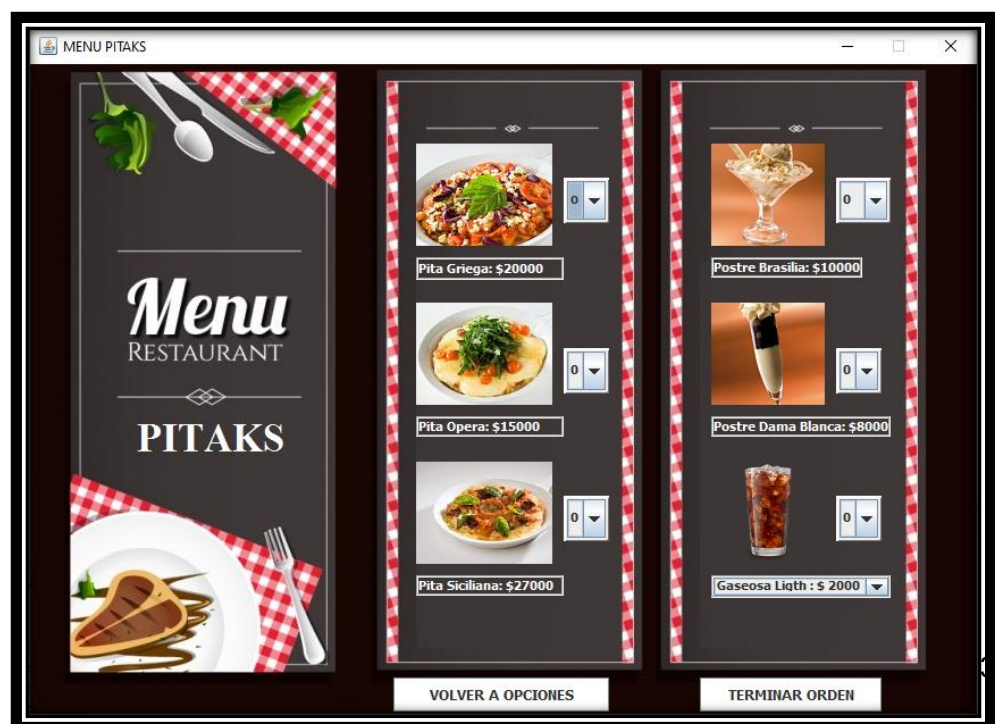 MENU PITAKS
Menu
RESTAURANT
PITAKS
0
Pita Griega: $20000
0
Pita Opera: $15000
0
Pita Siciliana: $27000
0
Postre Brasilia: $10000
0
Postre Dama Blanca: $8000
0
Gaseosa Ligth : $ 2000
VOLVER A OPCIONES
TERMINAR ORDEN